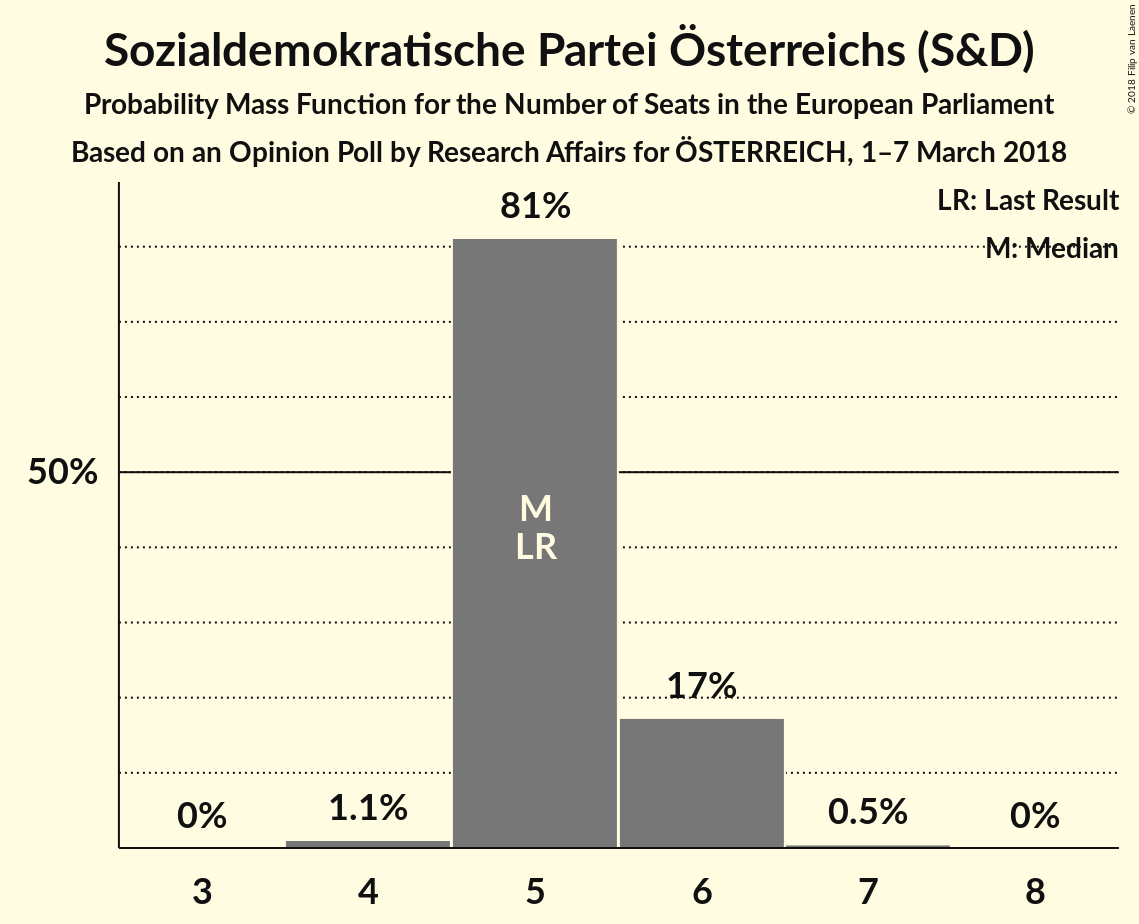 Sozialdemokratische Partei Österreichs (S&D)
Probability Mass Function for the Number of Seats in the European Parliament
Based on an Opinion Poll by Research Affairs for ÖSTERREICH, 1–7 March 2018
© 2018 Filip van Laenen
LR: Last Result
M: Median
81%
50%
M
LR
17%
0%
1.1%
0.5%
0%
3
4
5
6
7
8